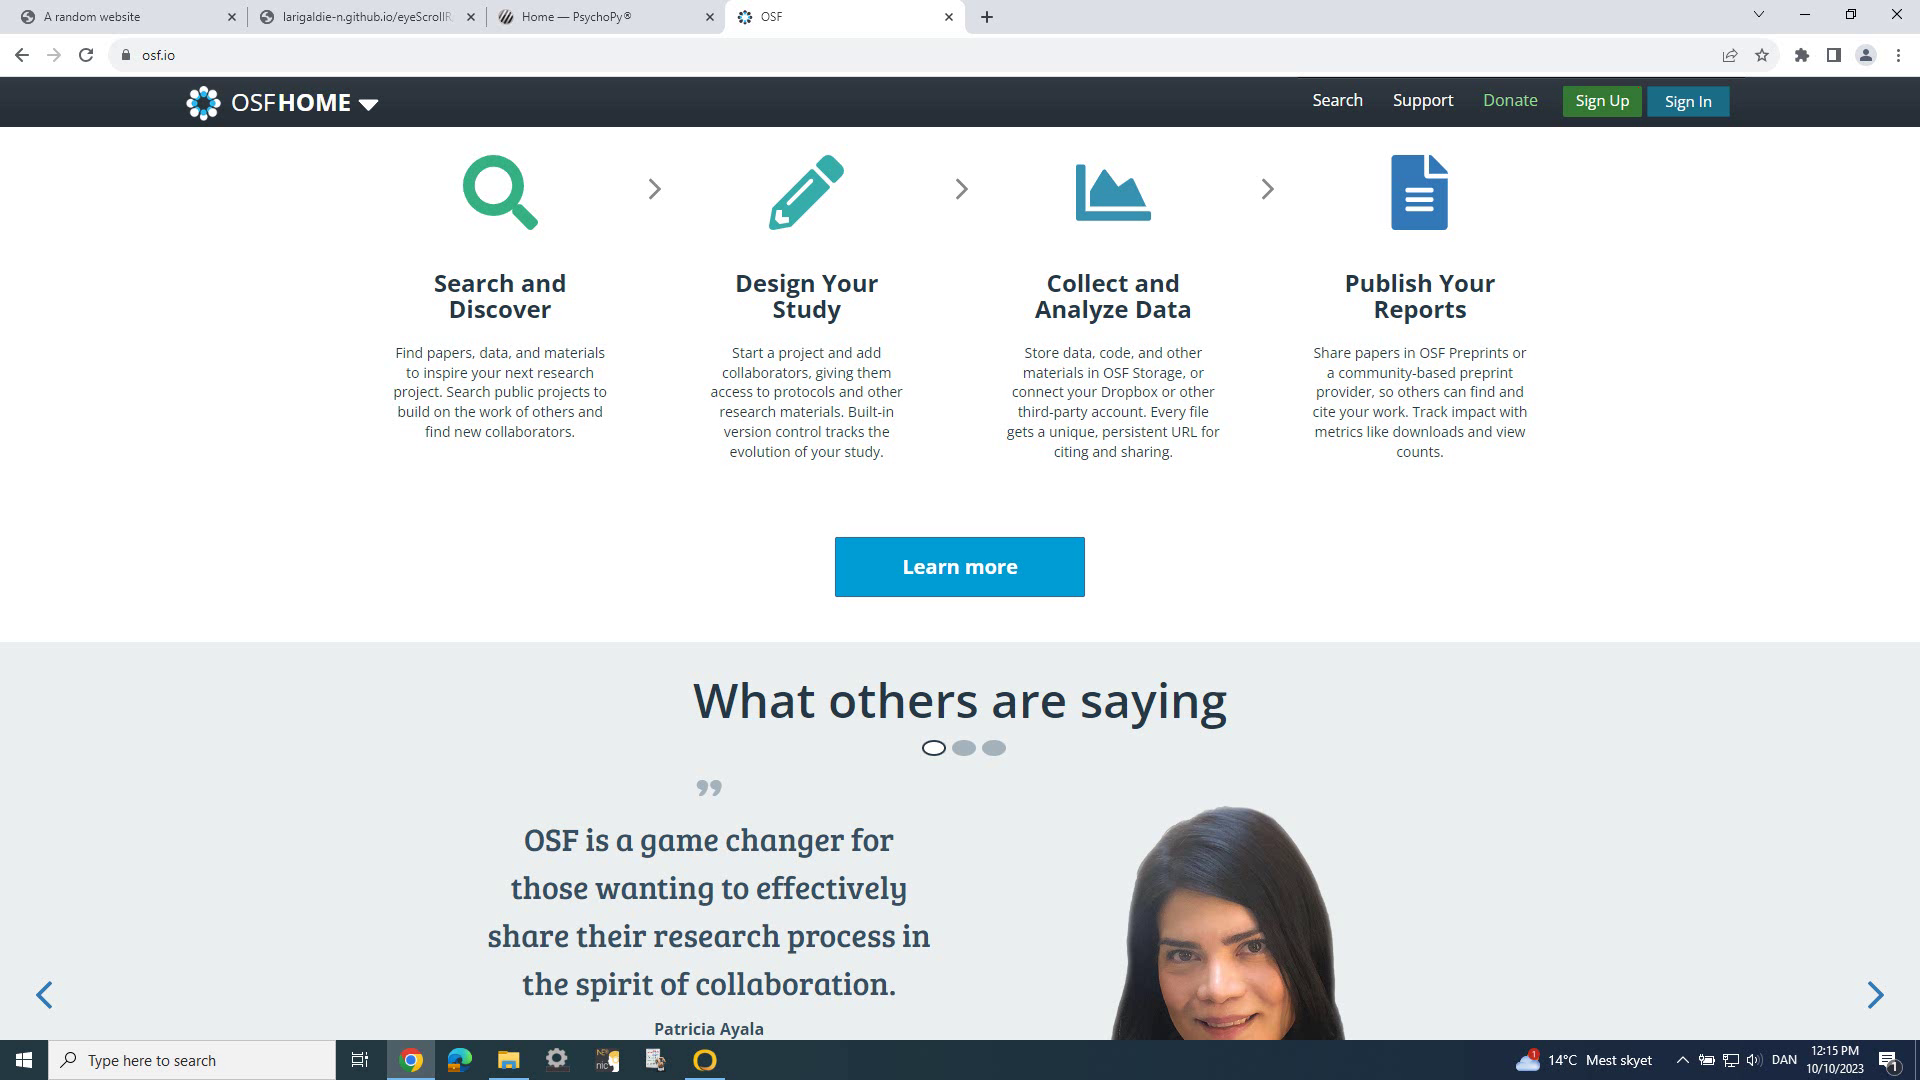 A random website
larigaldie-n.github.io/eyeScrollR
Home — PsychoPy®
OSF
osf.io
OSFHOME
Search
Support
Donate
Sign Up
Sign In
Search and
Discover
Find papers, data, and materials
to inspire your next research
project. Search public projects to
build on the work of others and
find new collaborators.
Design Your
Study
Start a project and add
collaborators, giving them
access to protocols and other
research materials. Built-in
version control tracks the
evolution of your study.
Collect and
Analyze Data
Store data, code, and other
materials in OSF Storage, or
connect your Dropbox or other
third-party account. Every file
gets a unique, persistent URL for
citing and sharing.
Publish Your
Reports
Share papers in OSF Preprints or
a community-based preprint
provider, so others can find and
cite your work. Track impact with
metrics like downloads and view
counts.
Learn more
What others are saying
”
OSF is a game changer for
those wanting to effectively
share their research process in
the spirit of collaboration.
Patricia Ayala
Type here to search
1
14°C Mest skyet
DAN
12:15 PM
10/10/2023
1